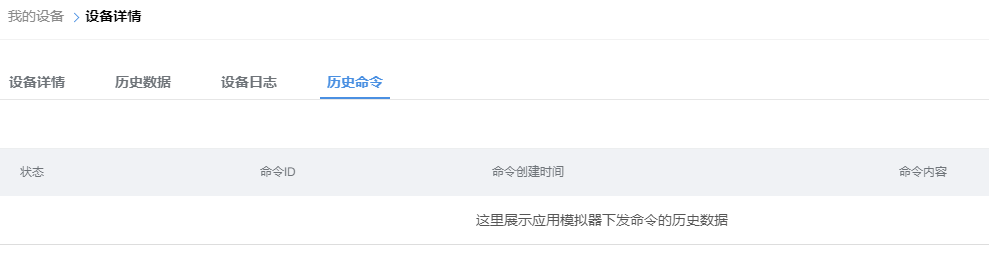 我的设备 > 设备详情
设备详情 历史数据 设备日志 历史命令
状态 命令ID 命令创建时间 命令内容
这里展示应用模拟器下发命令的历史数据